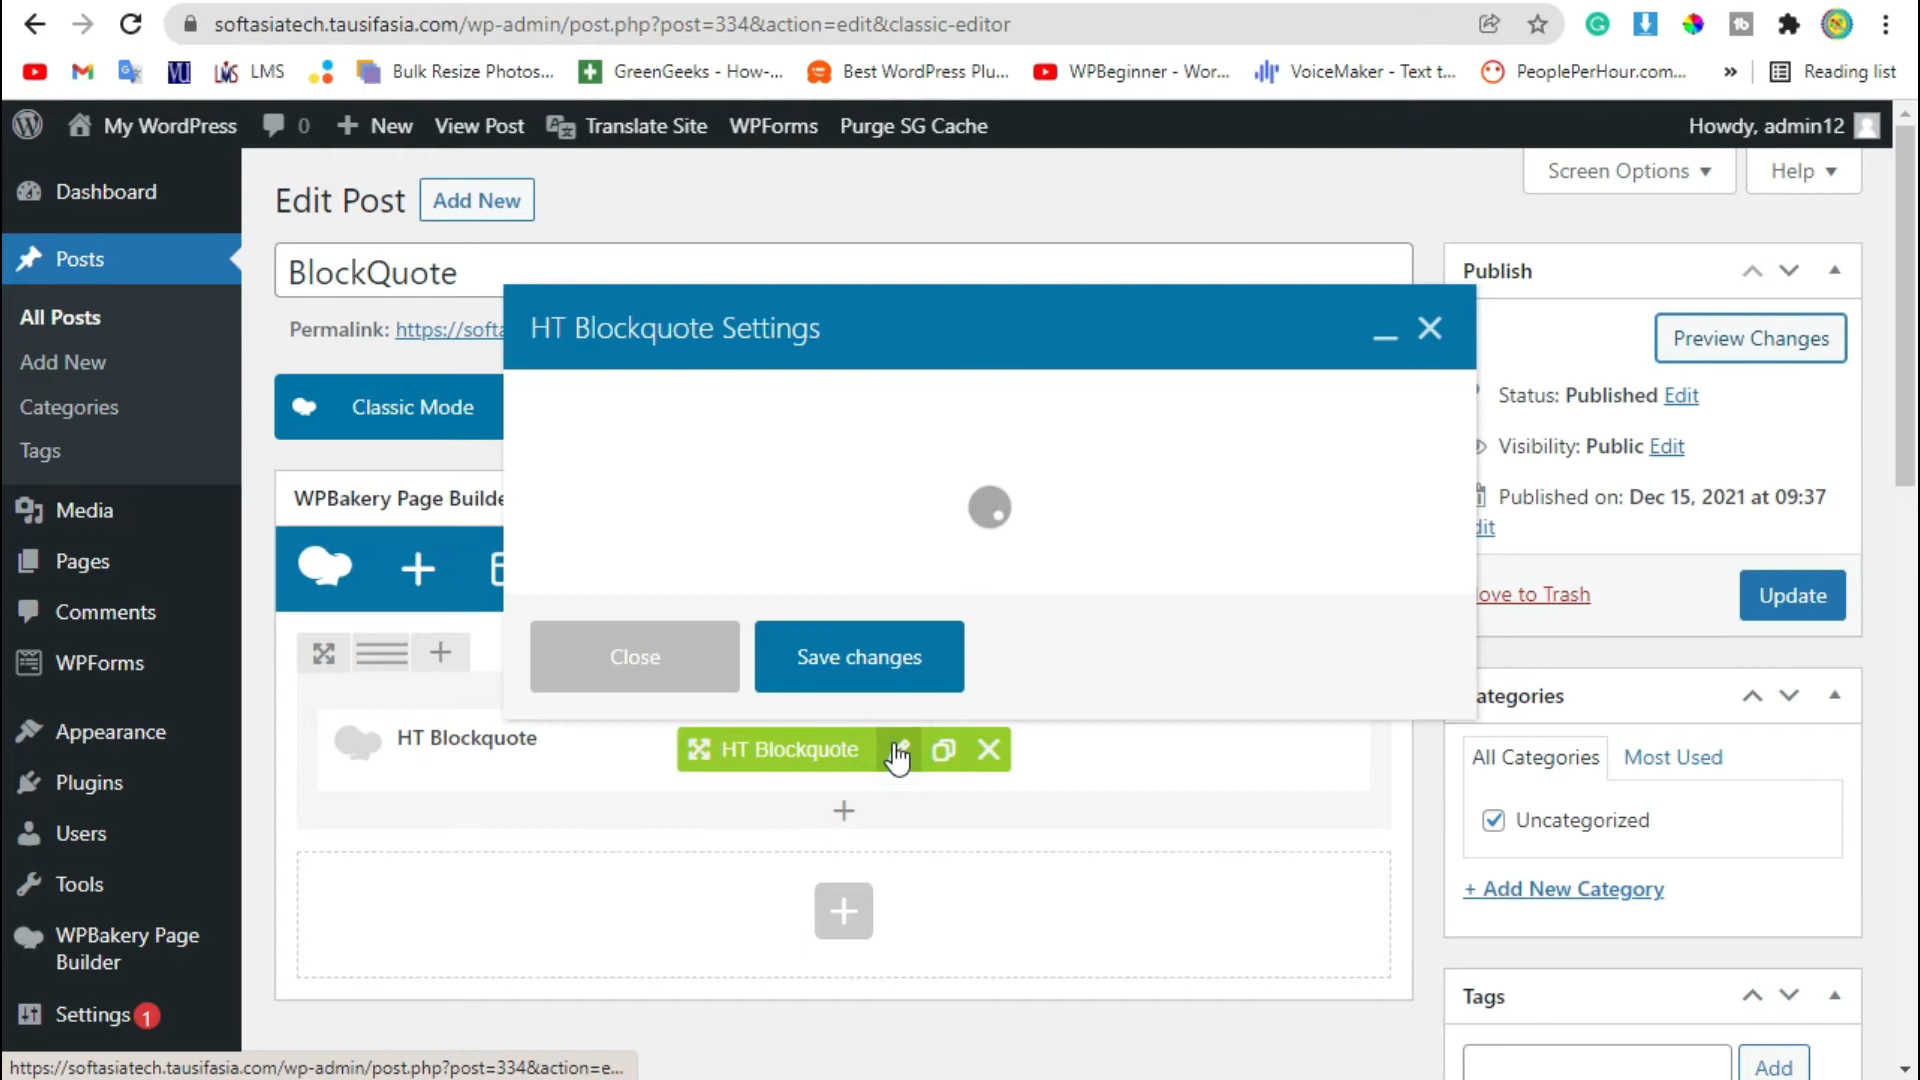 softasiatech.tausifasia.com/wp-admin/post.php?post=334&action=edit&classic-editor
LMS
Bulk Resize Photos...
GreenGeeks - How-...
Best WordPress Plu...
WPBeginner - Wor...
VoiceMaker - Text t...
PeoplePerHour.com...
»
Reading list
My WordPress
0
New
View Post
Translate Site
WPForms
Purge SG Cache
Howdy, admin12
Dashboard
Posts
All Posts
Add New
Categories
Tags
Media
Pages
Comments
WPForms
Appearance
Plugins
Users
Tools
WPBakery Page
Builder
Settings 1
Edit Post
Add New
Screen Options
Help
BlockQuote
Permalink: https://softa
Classic Mode
WPBakery Page Builde
HT Blockquote Settings
Close
Save changes
HT Blockquote
HT Blockquote
Publish
Preview Changes
Status: Published Edit
Visibility: Public Edit
Published on: Dec 15, 2021 at 09:37
dit
ove to Trash
Update
ategories
All Categories
Most Used
Uncategorized
+ Add New Category
Tags
Add
https://softasiatech.tausifasia.com/wp-admin/post.php?post=334&action=e...